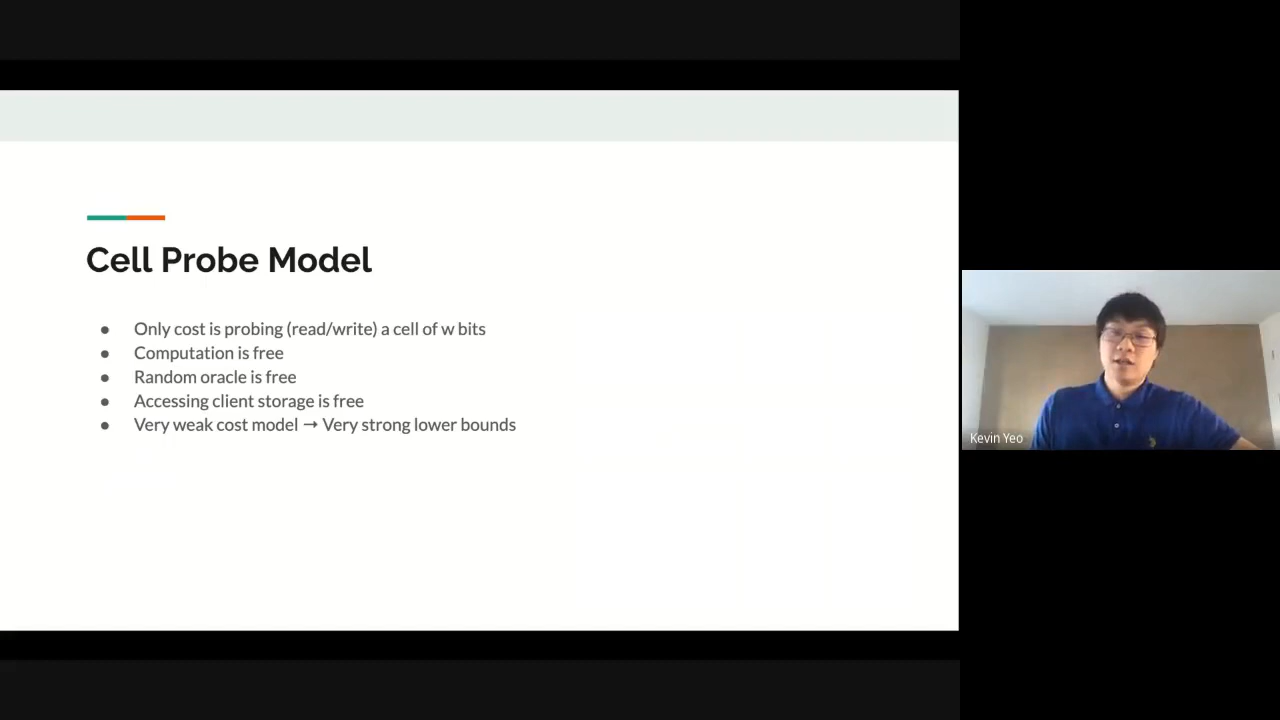 Cell Probe Model
● Only cost is probing (read/write) a cell of w bits
● Computation is free
● Random oracle is free
● Accessing client storage is free
● Very weak cost model → Very strong lower bounds
Kevin Yeo